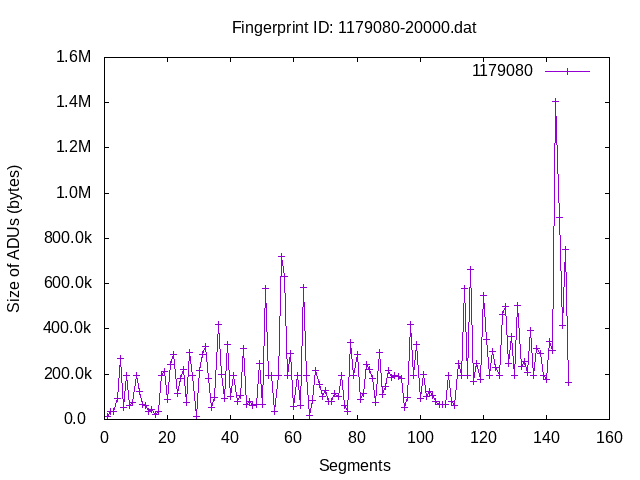 Fingerprint ID: 1179080-20000.dat
1.6M
1179080
1.4M
1.2M
1.0M
800.0k
600.0k
400.0k
200.0k
0.0
Size of ADUs (bytes)
0 20 40 60 80 100 120 140 160
Segments